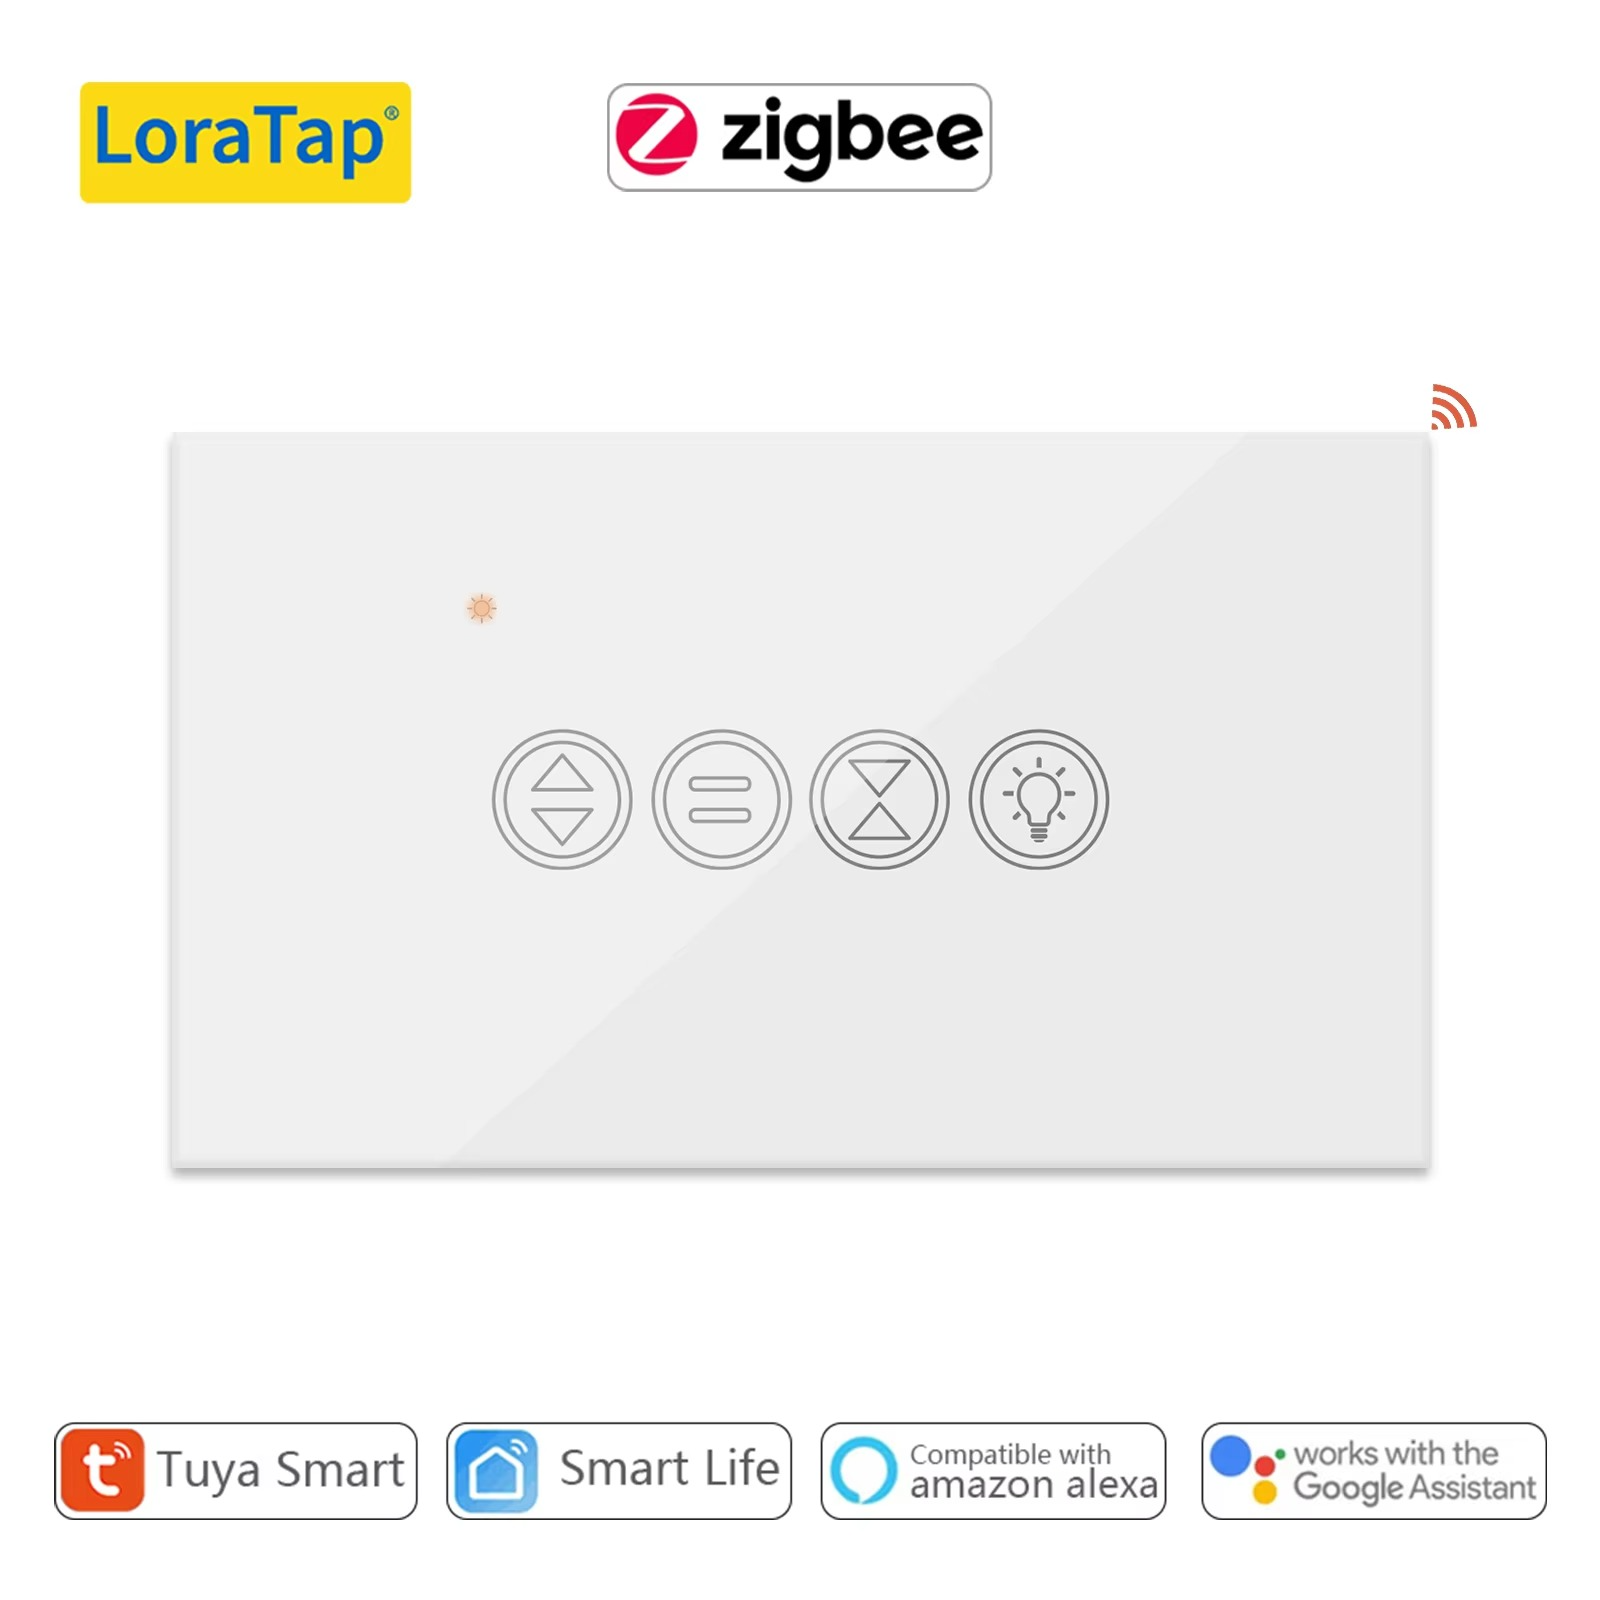 LoraTap®
zigbee
Tuya Smart
Smart Life
Compatible with
amazon alexa
works with the
Google Assistant